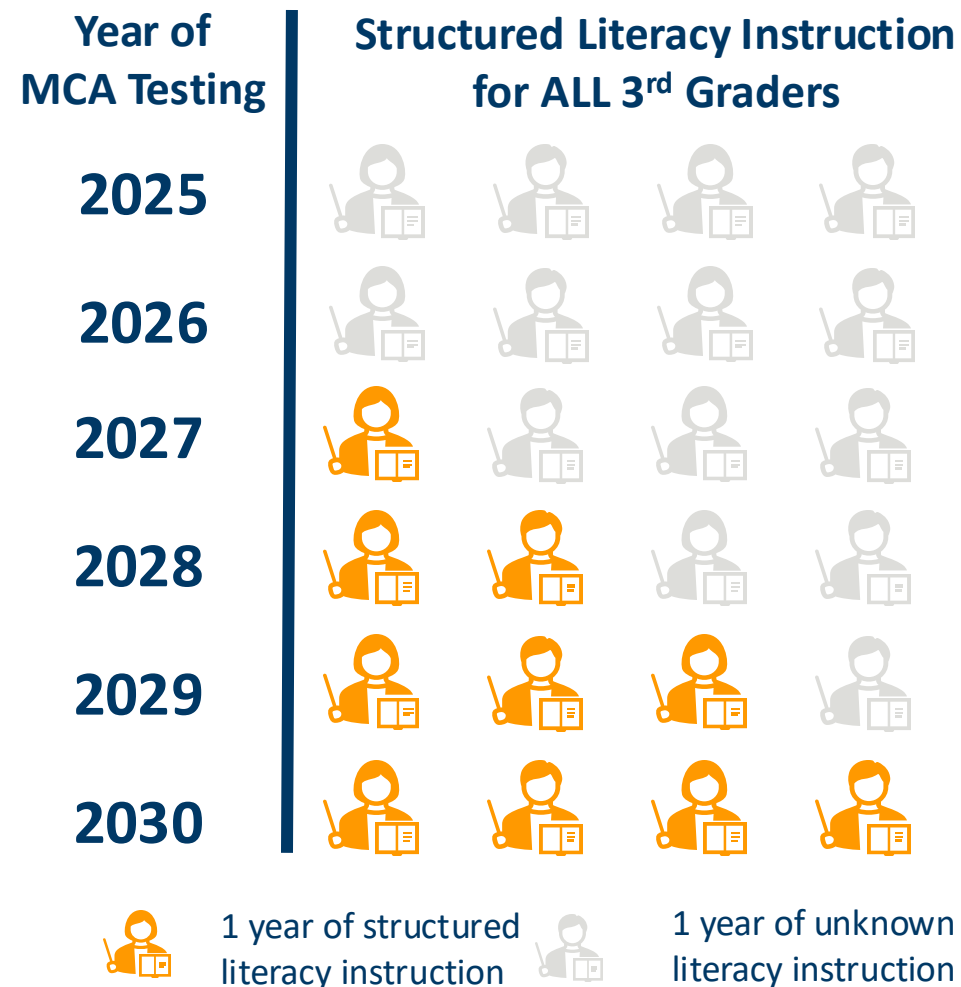 Year of
MCA Testing
Structured Literacy Instruction
for ALL 3rd Graders
2025
2026
2027
2028
2029
2030
1 year of structured
literacy instruction
1 year of unknown
literacy instruction